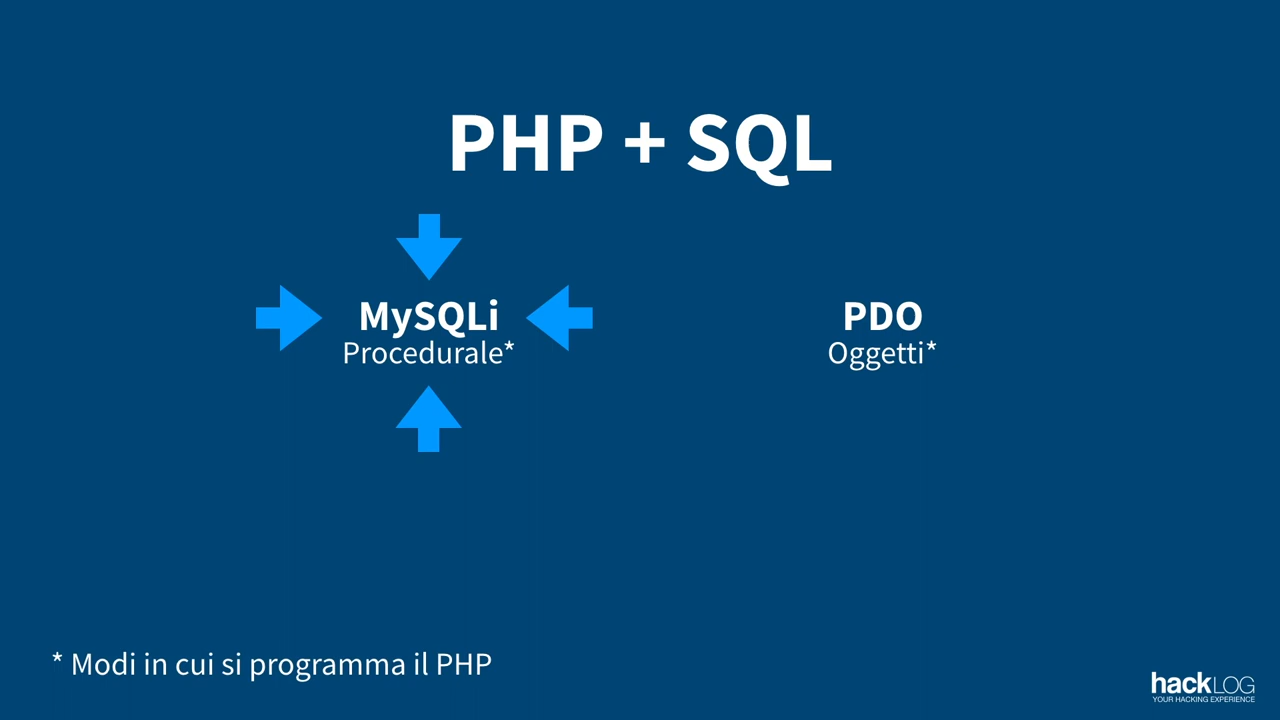 PHP + SQL
MySQLi
Procedurale*
PDO
Oggetti*
* Modi in cui si programma il PHP
hackLOG
YOUR HACKING EXPERIENCE